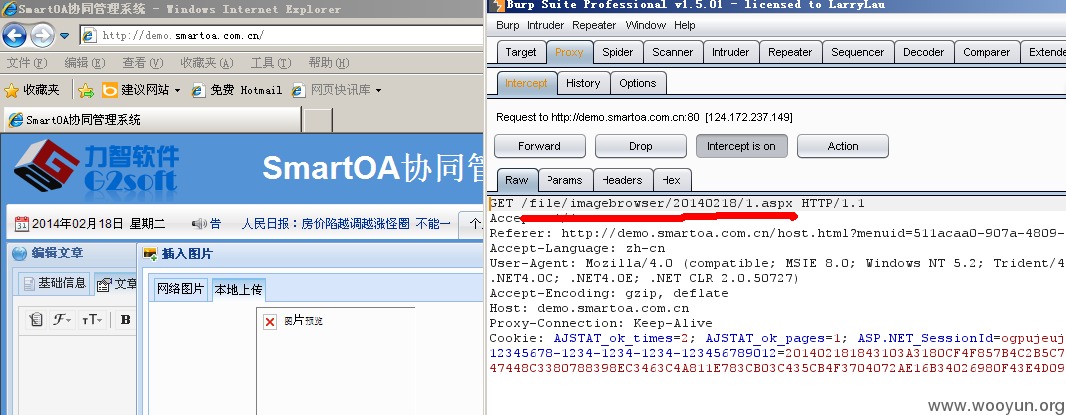 SmartOA协同管理系统 - Windows Internet Explorer
http://demo.smartoa.com.cn/
文件(F) 编辑(E) 查看(V) 收藏夹(A) 工具(T) 帮助(H)
收藏夹 建议网站 免费 Hotmail 网页快讯库
SmartOA协同管理系统
力智软件
G2soft
SmartOA协同管
2014年02月18日 星期二 告 人民日报：房价陷越调越涨怪圈 不能一 个
编辑文章
基础信息 文章
B
插入图片
网络图片 本地上传
图片预览
Burp Suite Professional v1.5.01 - licensed to LarryLau
Burp Intruder Repeater Window Help
Target Proxy Spider Scanner Intruder Repeater Sequencer Decoder Comparer Extende
Intercept History Options
Request to http://demo.smartoa.com.cn:80 [124.172.237.149]
Forward Drop Intercept is on Action
Raw Params Headers Hex
GET /file/imagebrowser/20140218/1.aspx HTTP/1.1
Referer: http://demo.smartoa.com.cn/host.html?menuid=511acaa0-907a-4809-
Accept-Language: zh-cn
User-Agent: Mozilla/4.0 (compatible; MSIE 8.0; Windows NT 5.2; Trident/4
.NET4.0C; .NET4.0E; .NET CLR 2.0.50727)
Accept-Encoding: gzip, deflate
Host: demo.smartoa.com.cn
Proxy-Connection: Keep-Alive
Cookie: AJSTAT_ok_times=2; AJSTAT_ok_pages=1; ASP.NET_SessionId=ogpujeuj
12345678-1234-1234-1234-123456789012=201402181843103A3180CF4F857B4C2B5C7
47448C3380788398EC3463C4A811E783CB03C435CB4F3704072AE16B34026980F43E4D09
www.wooyun.org